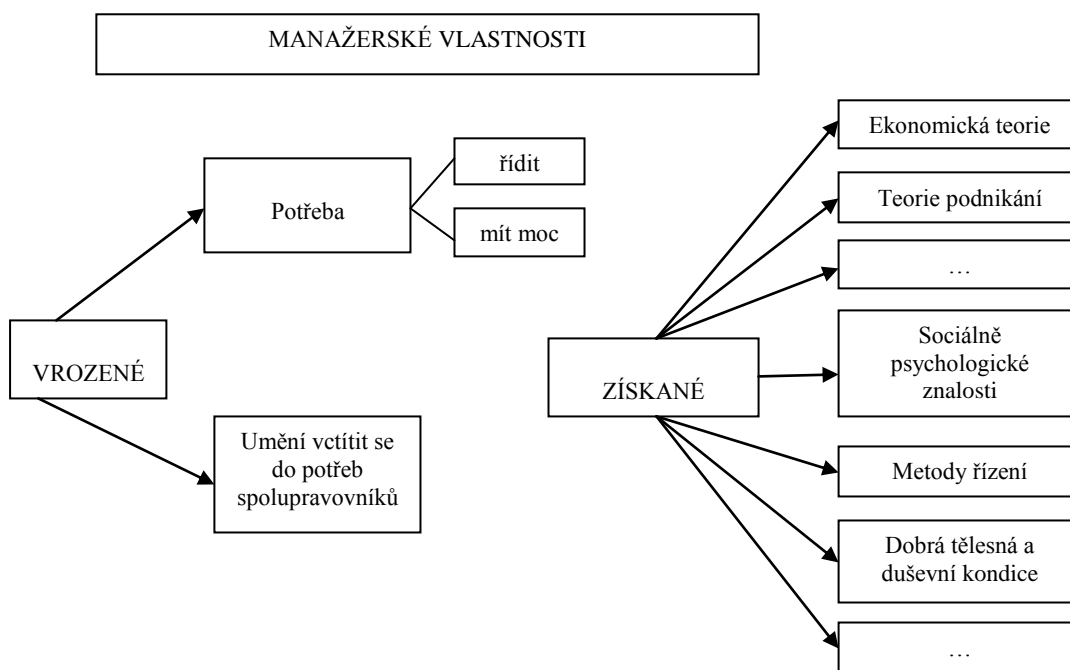 MANAŽERSKÉ VLASTNOSTI
VROZENÉ
Potřeba
řídit
mít moc
Umění vctítit se
do potřeb
spolupravovníků
ZÍSKANÉ
Ekonomická teorie
Teorie podnikání
…
Sociálně
psychologické
znalosti
Metody řízení
Dobrá tělesná a
duševní kondice
…